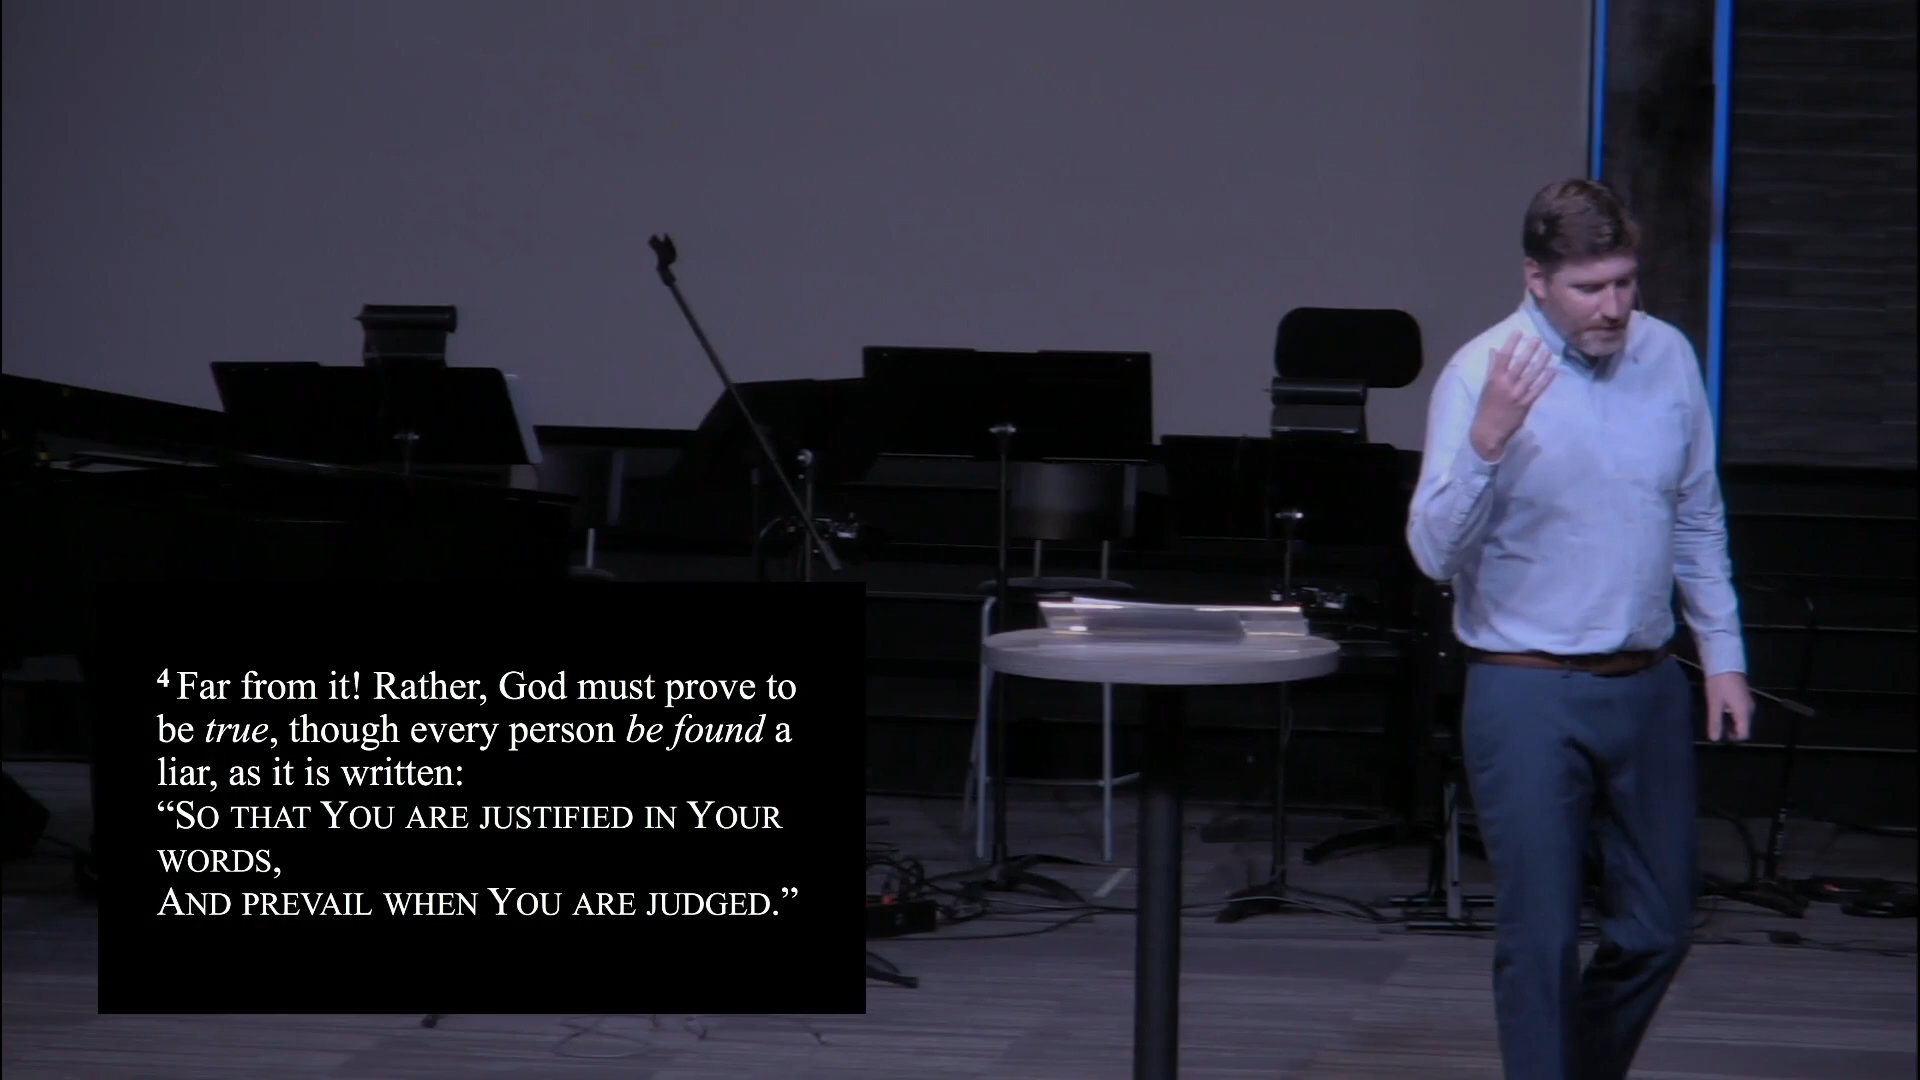 4 Far from it! Rather, God must prove to
be true, though every person be found a
liar, as it is written:
“SO THAT YOU ARE JUSTIFIED IN YOUR
WORDS,
AND PREVAIL WHEN YOU ARE JUDGED.”